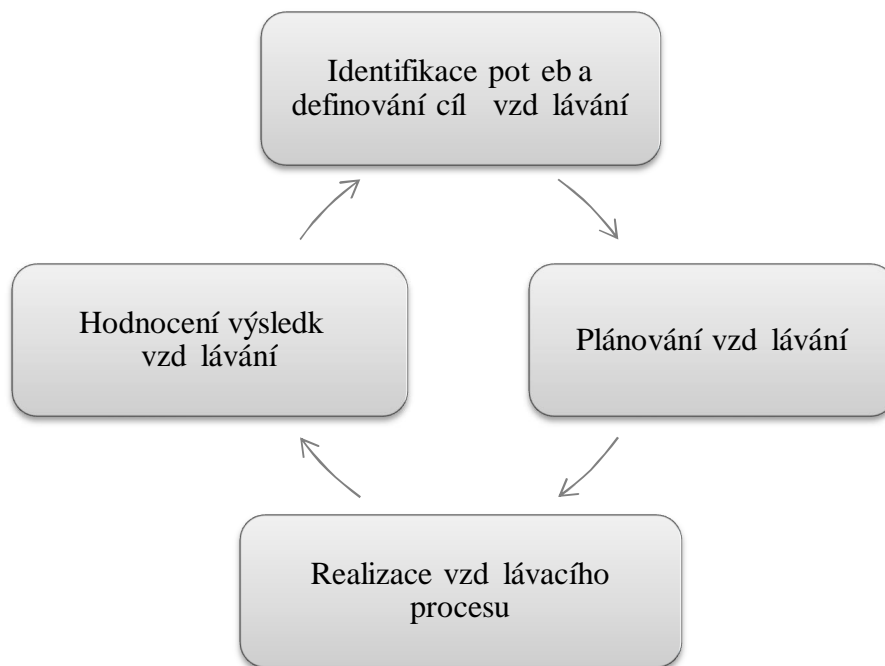 Identifikace pot eb a
definování cíl vzd lávání
Plánování vzd lávání
Realizace vzd lávacího
procesu
Hodnocení výsledk
vzd lávání